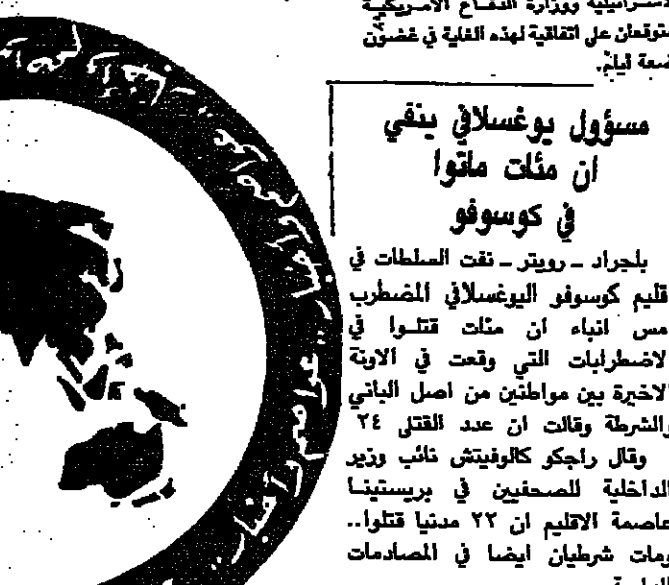 الاسرائيلية ووزارة الدفاع الامريكية
ستوقعان على اتفاقية لهذه الغاية في غضون
بضعة ايام.
مسؤول يوغسلافي ينفي
ان مئات ماتوا
في كوسوفو
بلجراد ـ رويتر ـ نفت السلطات في
اقليم كوسوفو اليوغسلافي المضطرب
امس انباء ان مئات قتلوا في
الاضطرابات التي وقعت في الاونة
الاخيرة بين مواطنين من اصل الباني
والشرطة وقالت ان عدد القتلى ٢٤
وقال راجكو كالوفيتش نائب وزير
الداخلية للصحفيين في بريستينا
عاصمة الاقليم ان ٢٢ مدنيا قتلوا..
ومات شرطيان ايضا في المصادمات